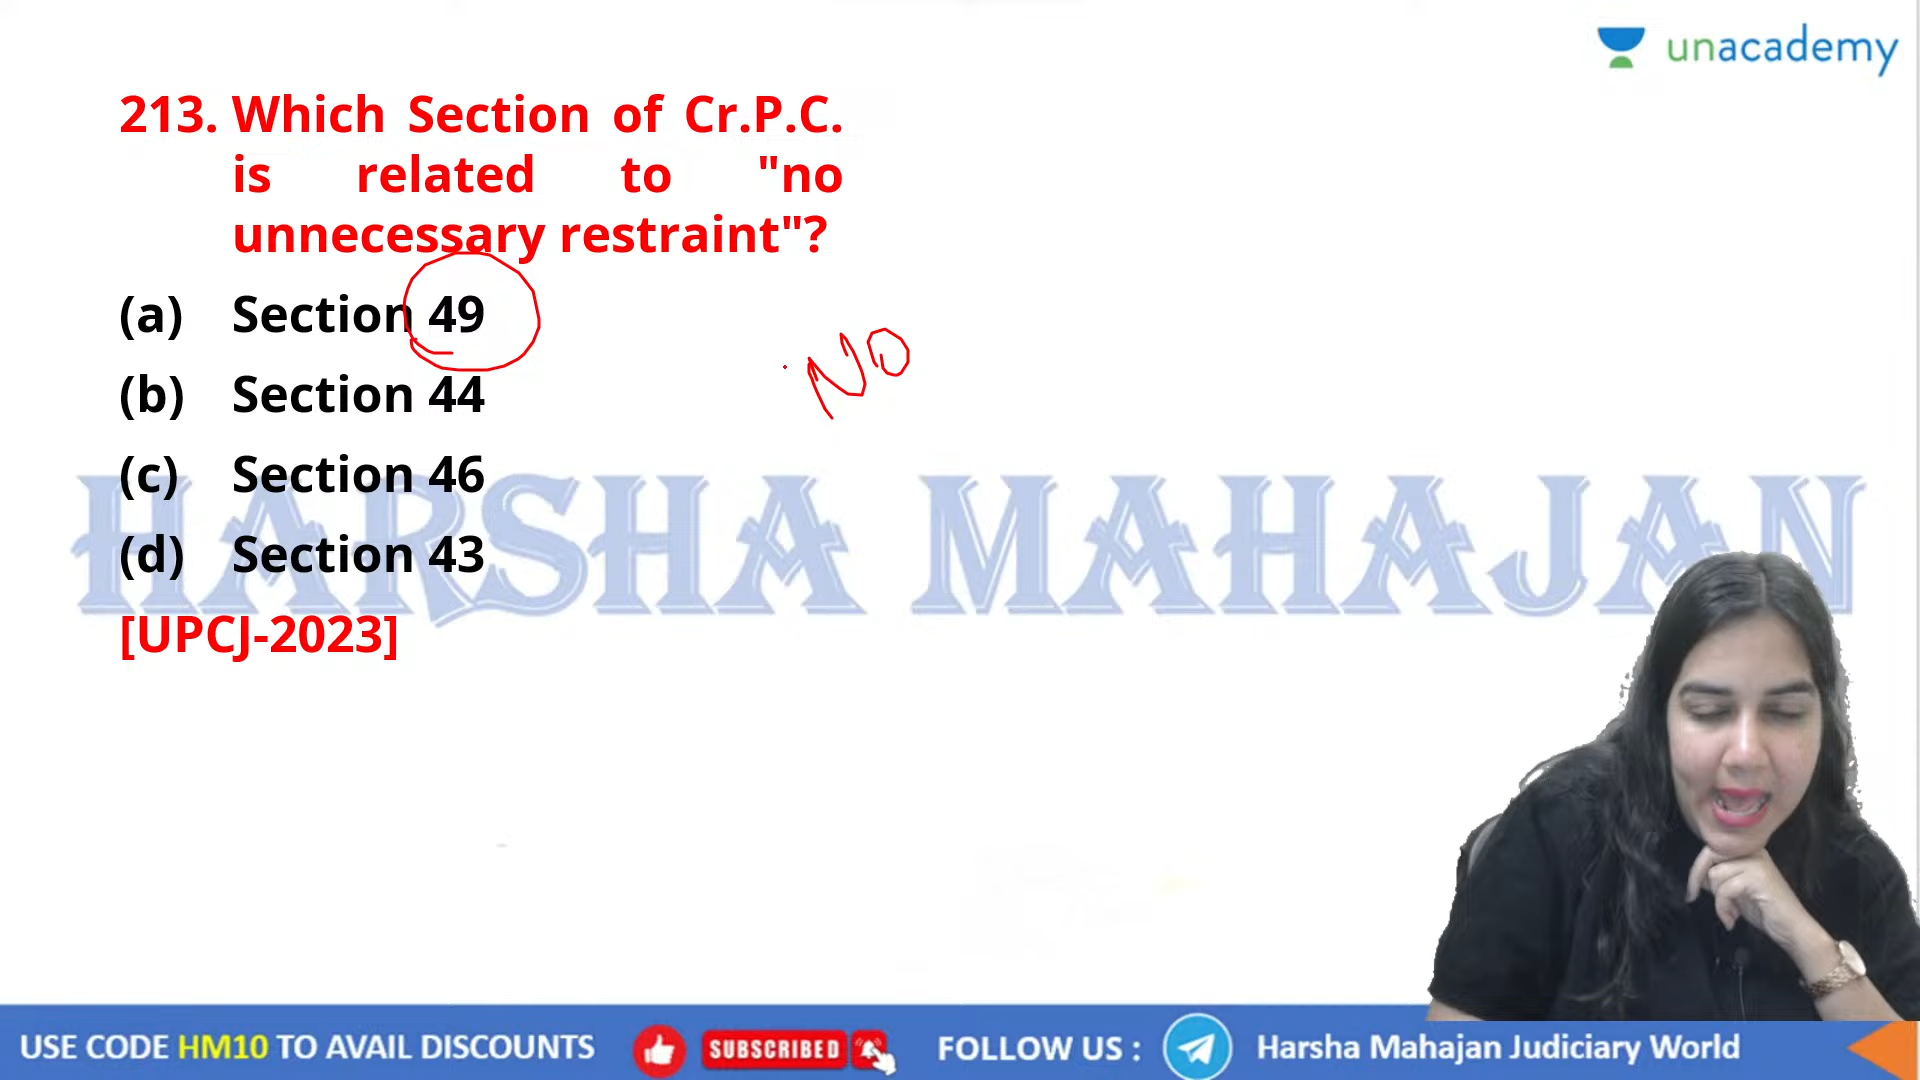 unacademy
213. Which Section of Cr.P.C.
is related to "no
unnecessary restraint"?
(a) Section 49
(b) Section 44
No
(c) Section 46
HARSHA MAHAJAN
(d) Section 43
[UPCJ-2023]
USE CODE HM10 TO AVAIL DISCOUNTS
SUBSCRIBED
FOLLOW US :
Harsha Mahajan Judiciary World